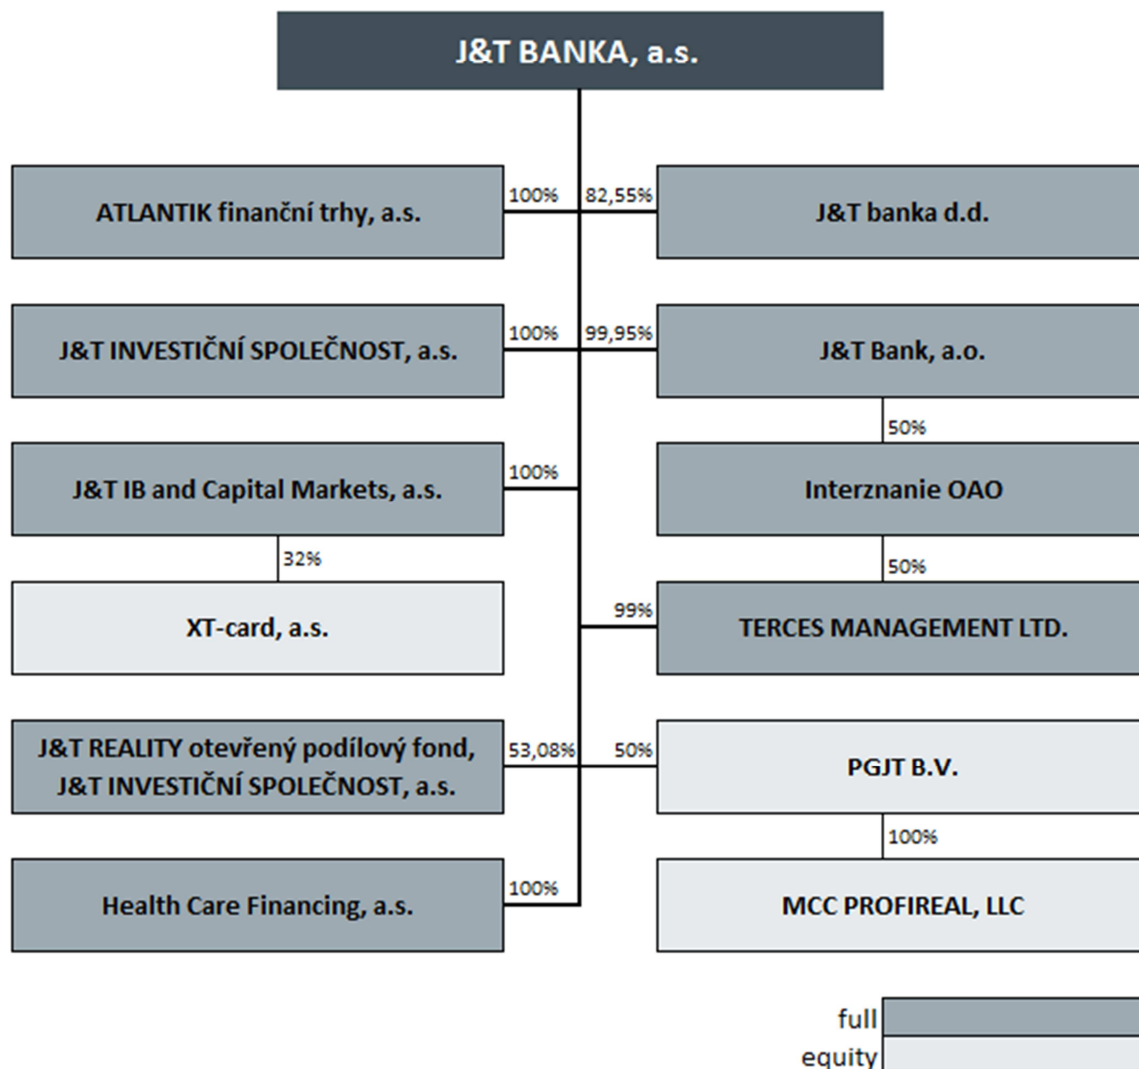 J&T BANKA, a.s.
ATLANTIK finanční trhy, a.s.
100%
82,55%
J&T banka d.d.
J&T INVESTIČNÍ SPOLEČNOST, a.s.
100%
99,95%
J&T Bank, a.o.
50%
J&T IB and Capital Markets, a.s.
100%
Interznanie OAO
32%
50%
XT-card, a.s.
99%
TERCES MANAGEMENT LTD.
J&T REALITY otevřený podílový fond,
J&T INVESTIČNÍ SPOLEČNOST, a.s.
53,08%
50%
PGJT B.V.
100%
Health Care Financing, a.s.
100%
MCC PROFIREAL, LLC
full
equity